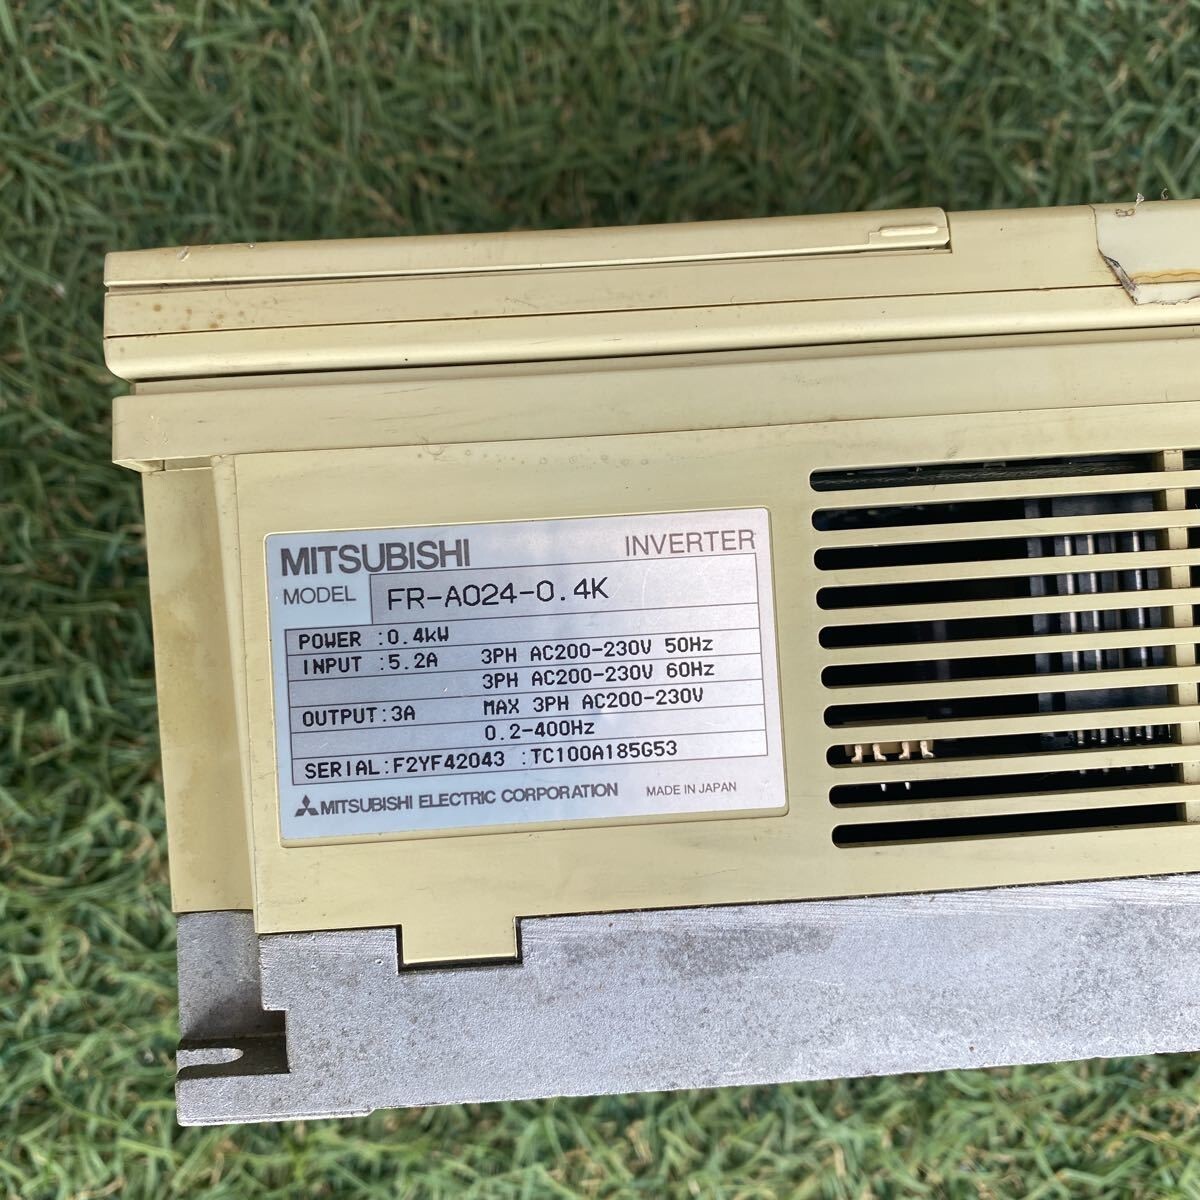 MITSUBISHI INVERTER
MODEL FR-A024-0.4K
POWER :0.4kW
INPUT :5.2A 3PH AC200-230V 50Hz
3PH AC200-230V 60Hz
OUTPUT:3A MAX 3PH AC200-230V
0.2-400Hz
SERIAL:F2YF42043 :TC100A185G53
MITSUBISHI ELECTRIC CORPORATION MADE IN JAPAN